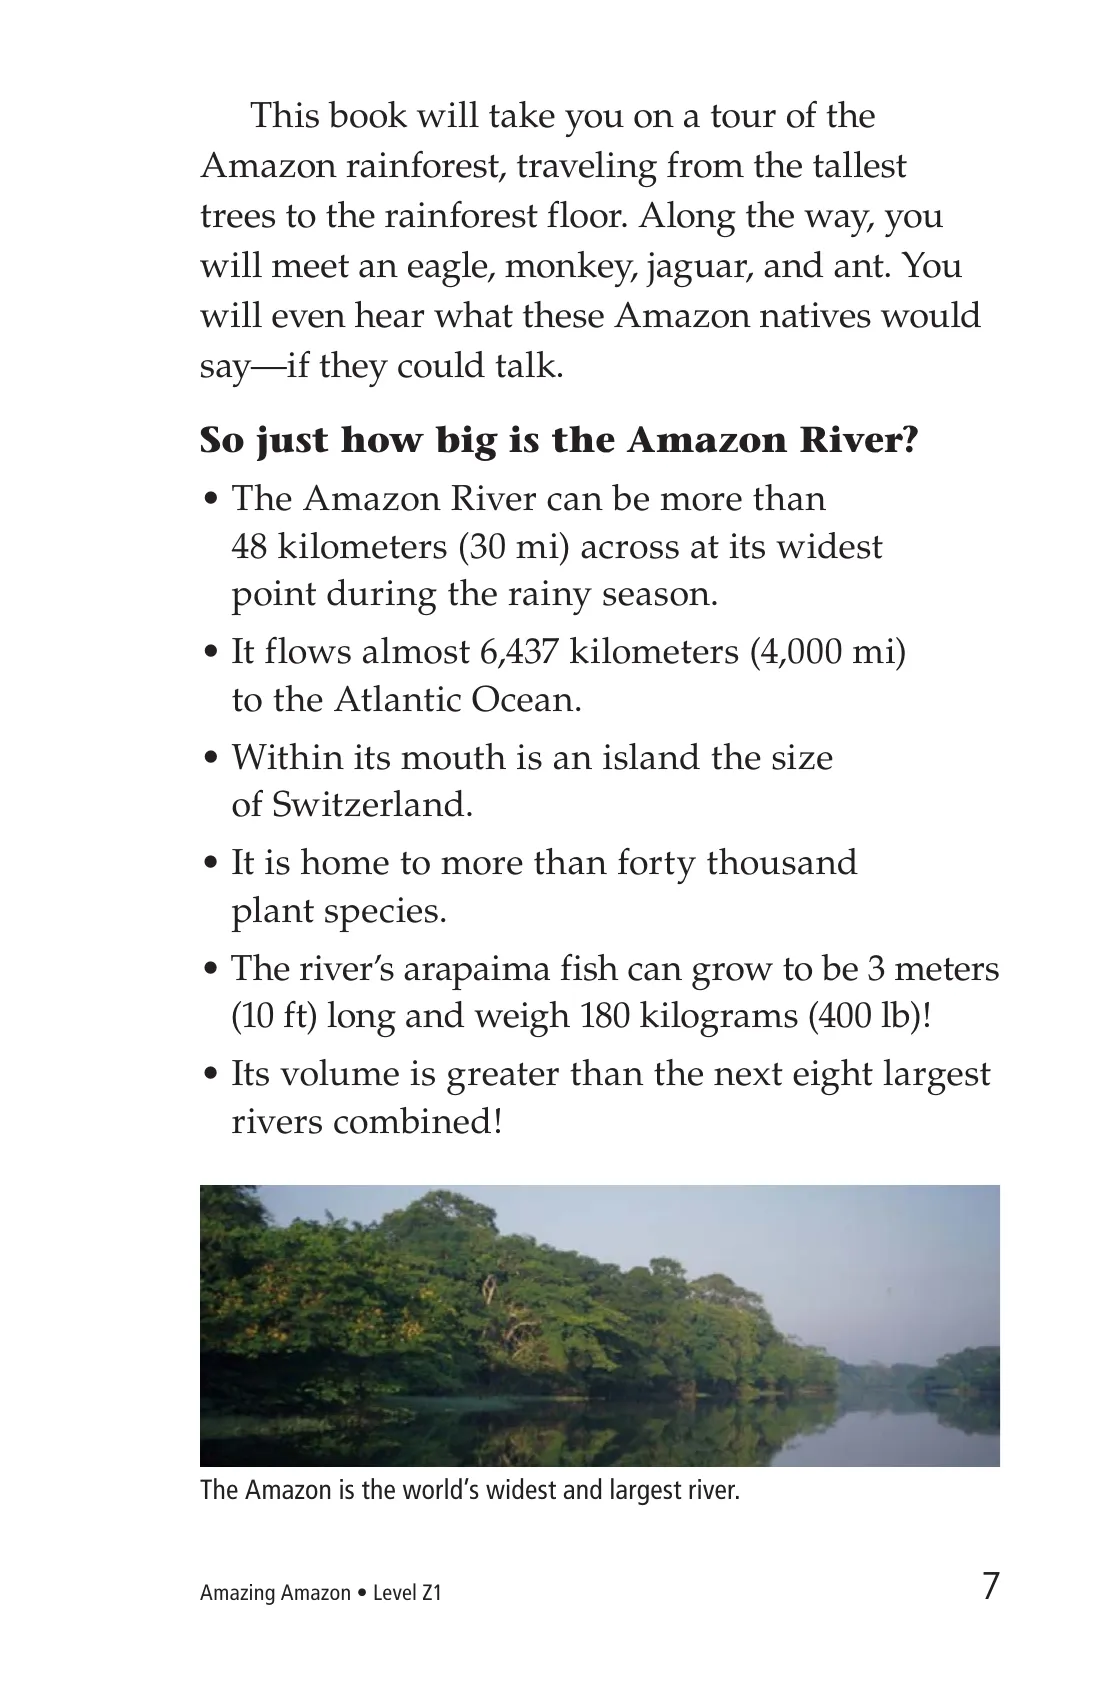 This book will take you on a tour of the
Amazon rainforest, traveling from the tallest
trees to the rainforest floor. Along the way, you
will meet an eagle, monkey, jaguar, and ant. You
will even hear what these Amazon natives would
say—if they could talk.
So just how big is the Amazon River?
• The Amazon River can be more than
48 kilometers (30 mi) across at its widest
point during the rainy season.
• It flows almost 6,437 kilometers (4,000 mi)
to the Atlantic Ocean.
• Within its mouth is an island the size
of Switzerland.
• It is home to more than forty thousand
plant species.
• The river’s arapaima fish can grow to be 3 meters
(10 ft) long and weigh 180 kilograms (400 lb)!
• Its volume is greater than the next eight largest
rivers combined!
The Amazon is the world’s widest and largest river.
Amazing Amazon • Level Z1
7